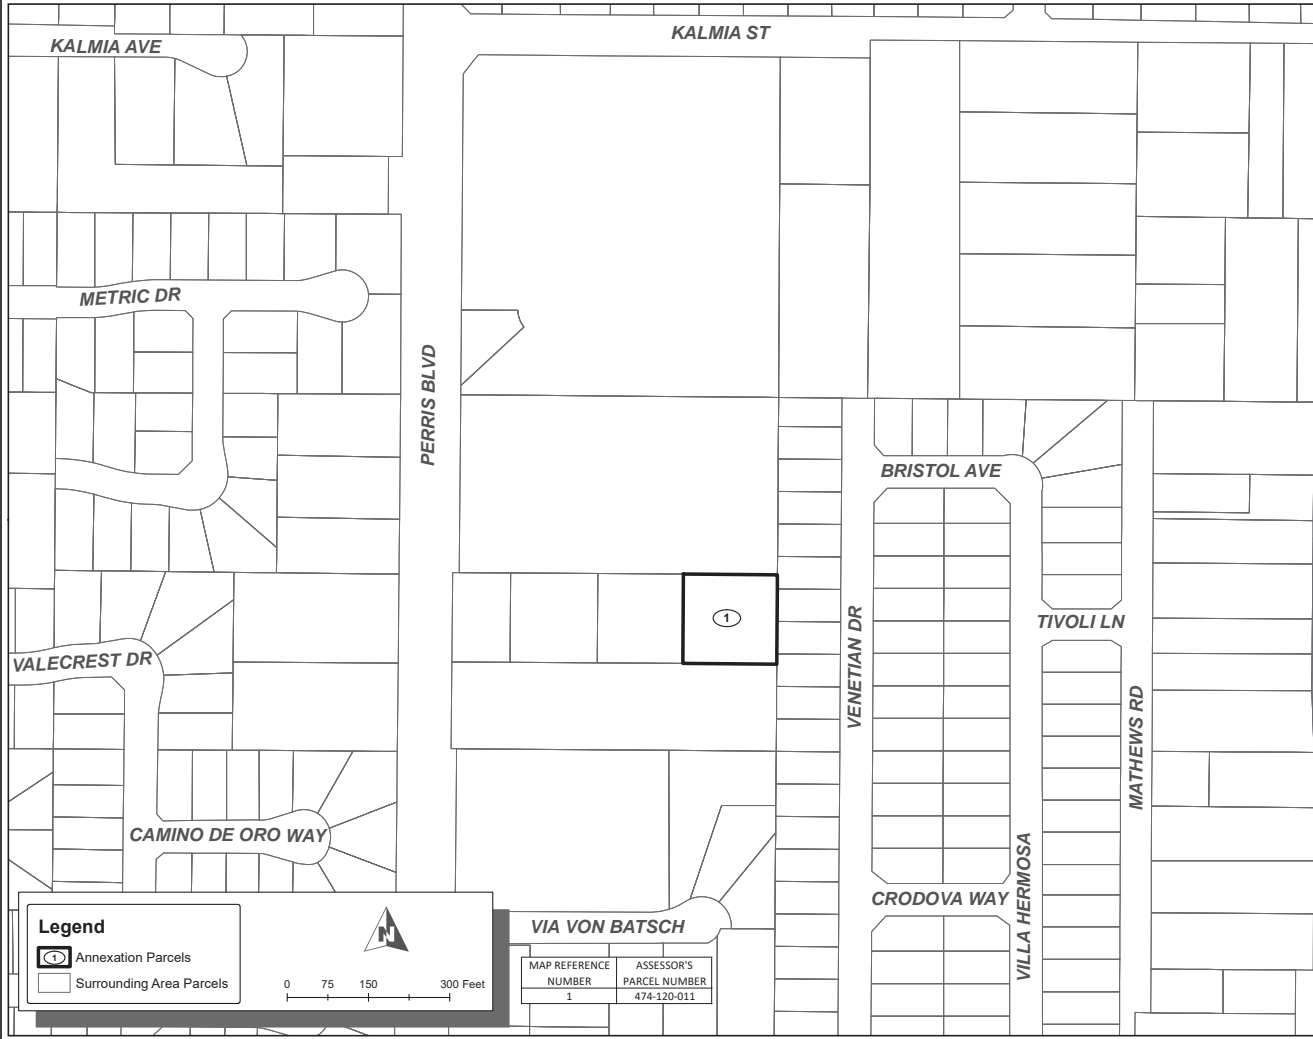 KALMIA ST
KALMIA AVE
METRIC DR
PERRIS BLVD
BRISTOL AVE
1
TIVOLI LN
VENETIAN DR
VALECREST DR
MATHEWS RD
CAMINO DE ORO WAY
CRODOVA WAY
VILLA HERMOSA
VIA VON BATSCH
Legend
1 Annexation Parcels
Surrounding Area Parcels
N
0 75 150 300 Feet
MAP REFERENCE NUMBER ASSESSOR'S PARCEL NUMBER
1 474-120-011